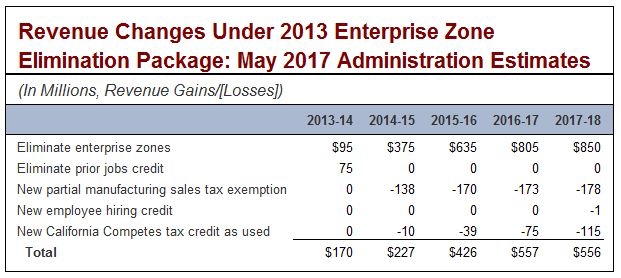 Revenue Changes Under 2013 Enterprise Zone
Elimination Package: May 2017 Administration Estimates
(In Millions, Revenue Gains/[Losses])
2013-14 2014-15 2015-16 2016-17 2017-18
Eliminate enterprise zones $95 $375 $635 $805 $850
Eliminate prior jobs credit 75 0 0 0 0
New partial manufacturing sales tax exemption 0 -138 -170 -173 -178
New employee hiring credit 0 0 0 0 -1
New California Competes tax credit as used 0 -10 -39 -75 -115
Total $170 $227 $426 $557 $556